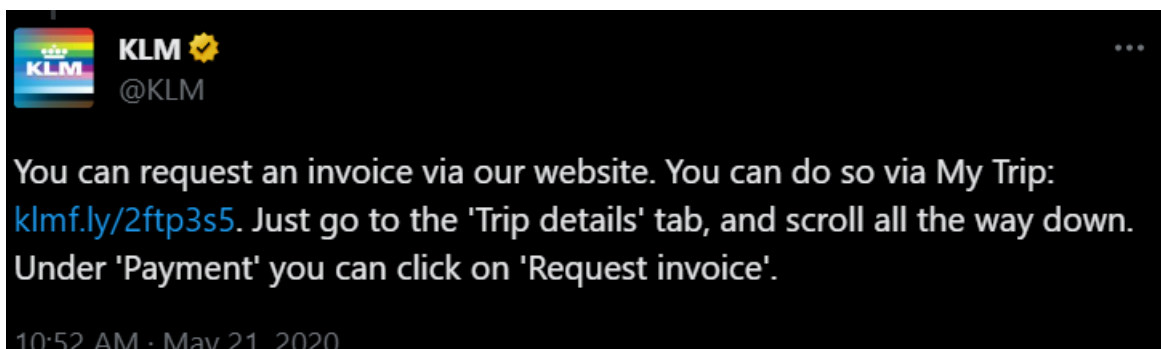 KLM
KLM
@KLM
You can request an invoice via our website. You can do so via My Trip:
klmf.ly/2ftp3s5. Just go to the 'Trip details' tab, and scroll all the way down.
Under 'Payment' you can click on 'Request invoice'.
10:52 AM · May 21, 2020